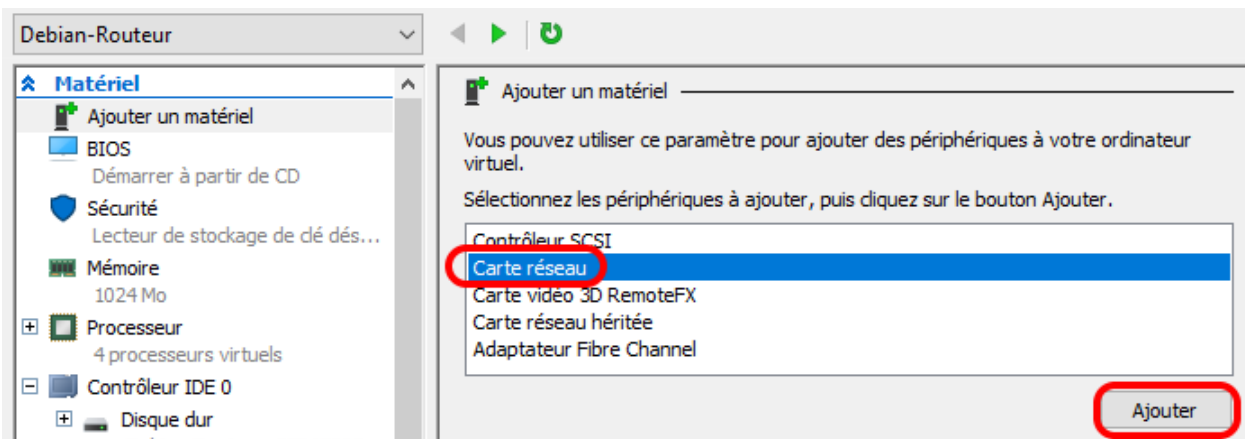 Debian-Routeur
Matériel
Ajouter un matériel
BIOS
Démarrer à partir de CD
Sécurité
Lecteur de stockage de clé dés...
Mémoire
1024 Mo
Processeur
4 processeurs virtuels
Contrôleur IDE 0
Disque dur
Ajouter un matériel
Vous pouvez utiliser ce paramètre pour ajouter des périphériques à votre ordinateur
virtuel.
Sélectionnez les périphériques à ajouter, puis cliquez sur le bouton Ajouter.
Contrôleur SCSI
Carte réseau
Carte vidéo 3D RemoteFX
Carte réseau héritée
Adaptateur Fibre Channel
Ajouter